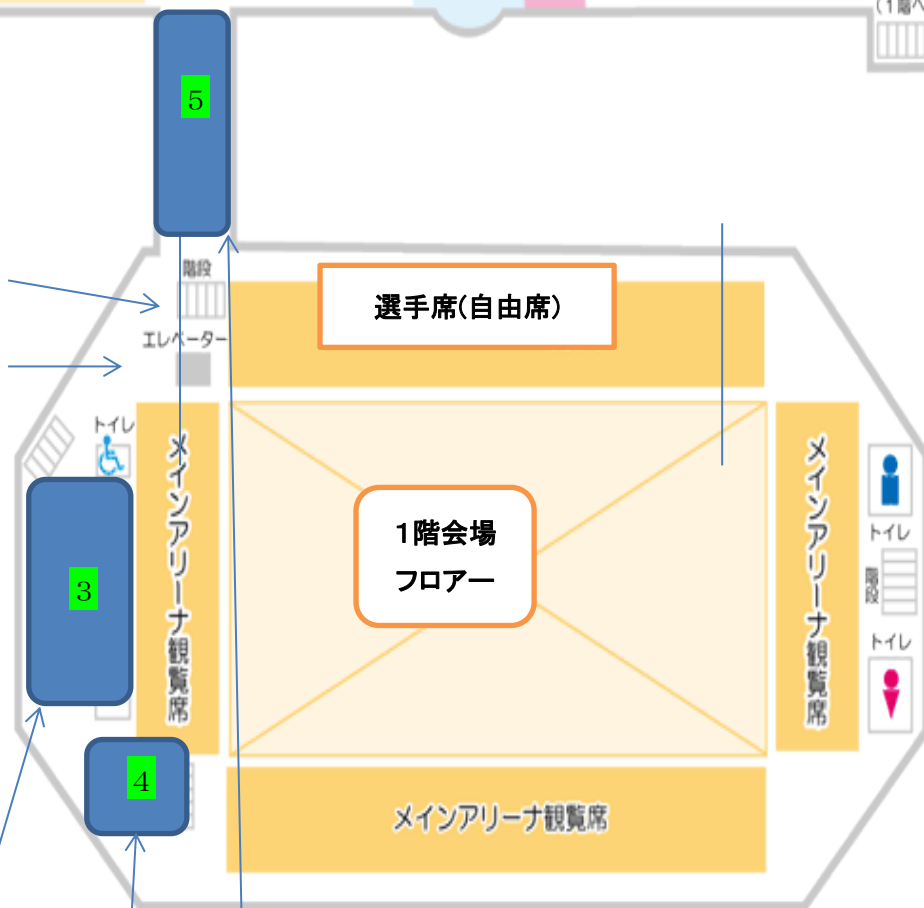 (1階へ
5
階段
選手席(自由席)
エレベーター
トイレ
メインアリーナ観覧席
1階会場
フロアー
メインアリーナ観覧席
トイレ
階段
トイレ
3
4
メインアリーナ観覧席